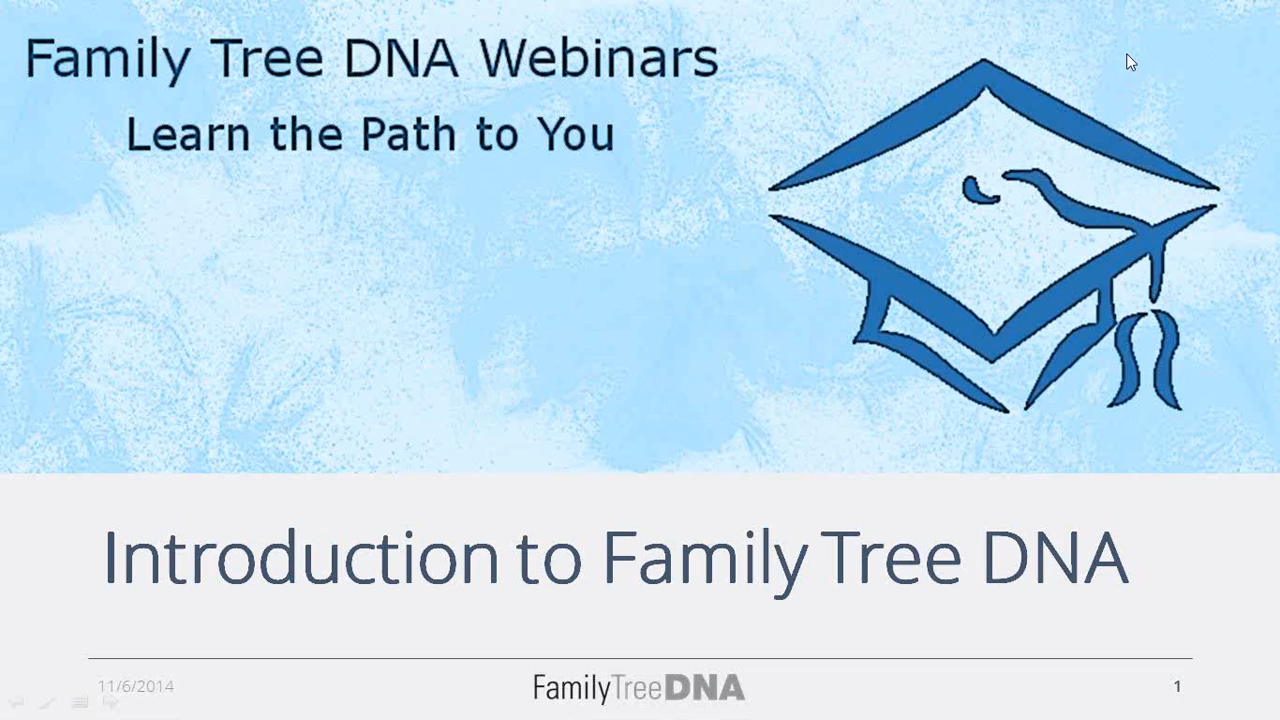 Family Tree DNA Webinars
Learn the Path to You
Introduction to Family Tree DNA
11/6/2014
FamilyTreeDNA
1